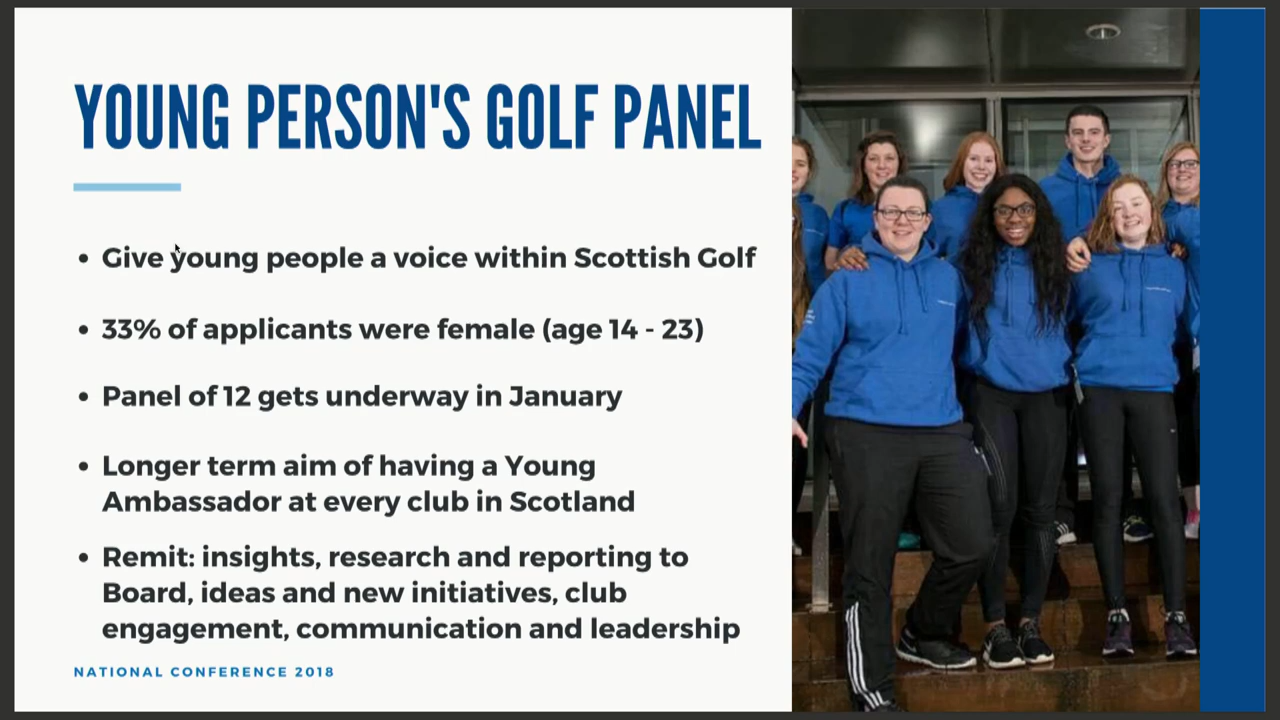 YOUNG PERSON'S GOLF PANEL
• Give young people a voice within Scottish Golf
• 33% of applicants were female (age 14 - 23)
• Panel of 12 gets underway in January
• Longer term aim of having a Young
Ambassador at every club in Scotland
• Remit: insights, research and reporting to
Board, ideas and new initiatives, club
engagement, communication and leadership
NATIONAL CONFERENCE 2018